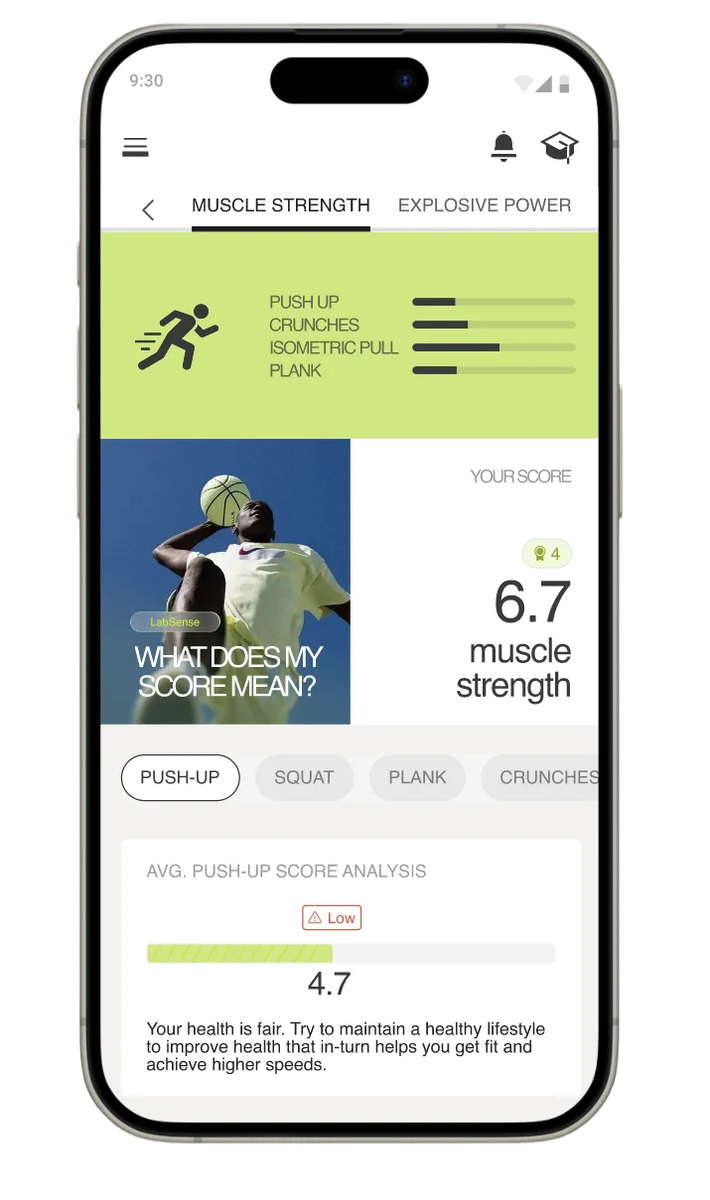 9:30
MUSCLE STRENGTH
EXPLOSIVE POWER
PUSH UP
CRUNCHES
ISOMETRIC PULL
PLANK
LabSense
WHAT DOES MY
SCORE MEAN?
YOUR SCORE
4
6.7
muscle
strength
PUSH-UP
SQUAT
PLANK
CRUNCHES
AVG. PUSH-UP SCORE ANALYSIS
Low
4.7
Your health is fair. Try to maintain a healthy lifestyle
to improve health that in-turn helps you get fit and
achieve higher speeds.